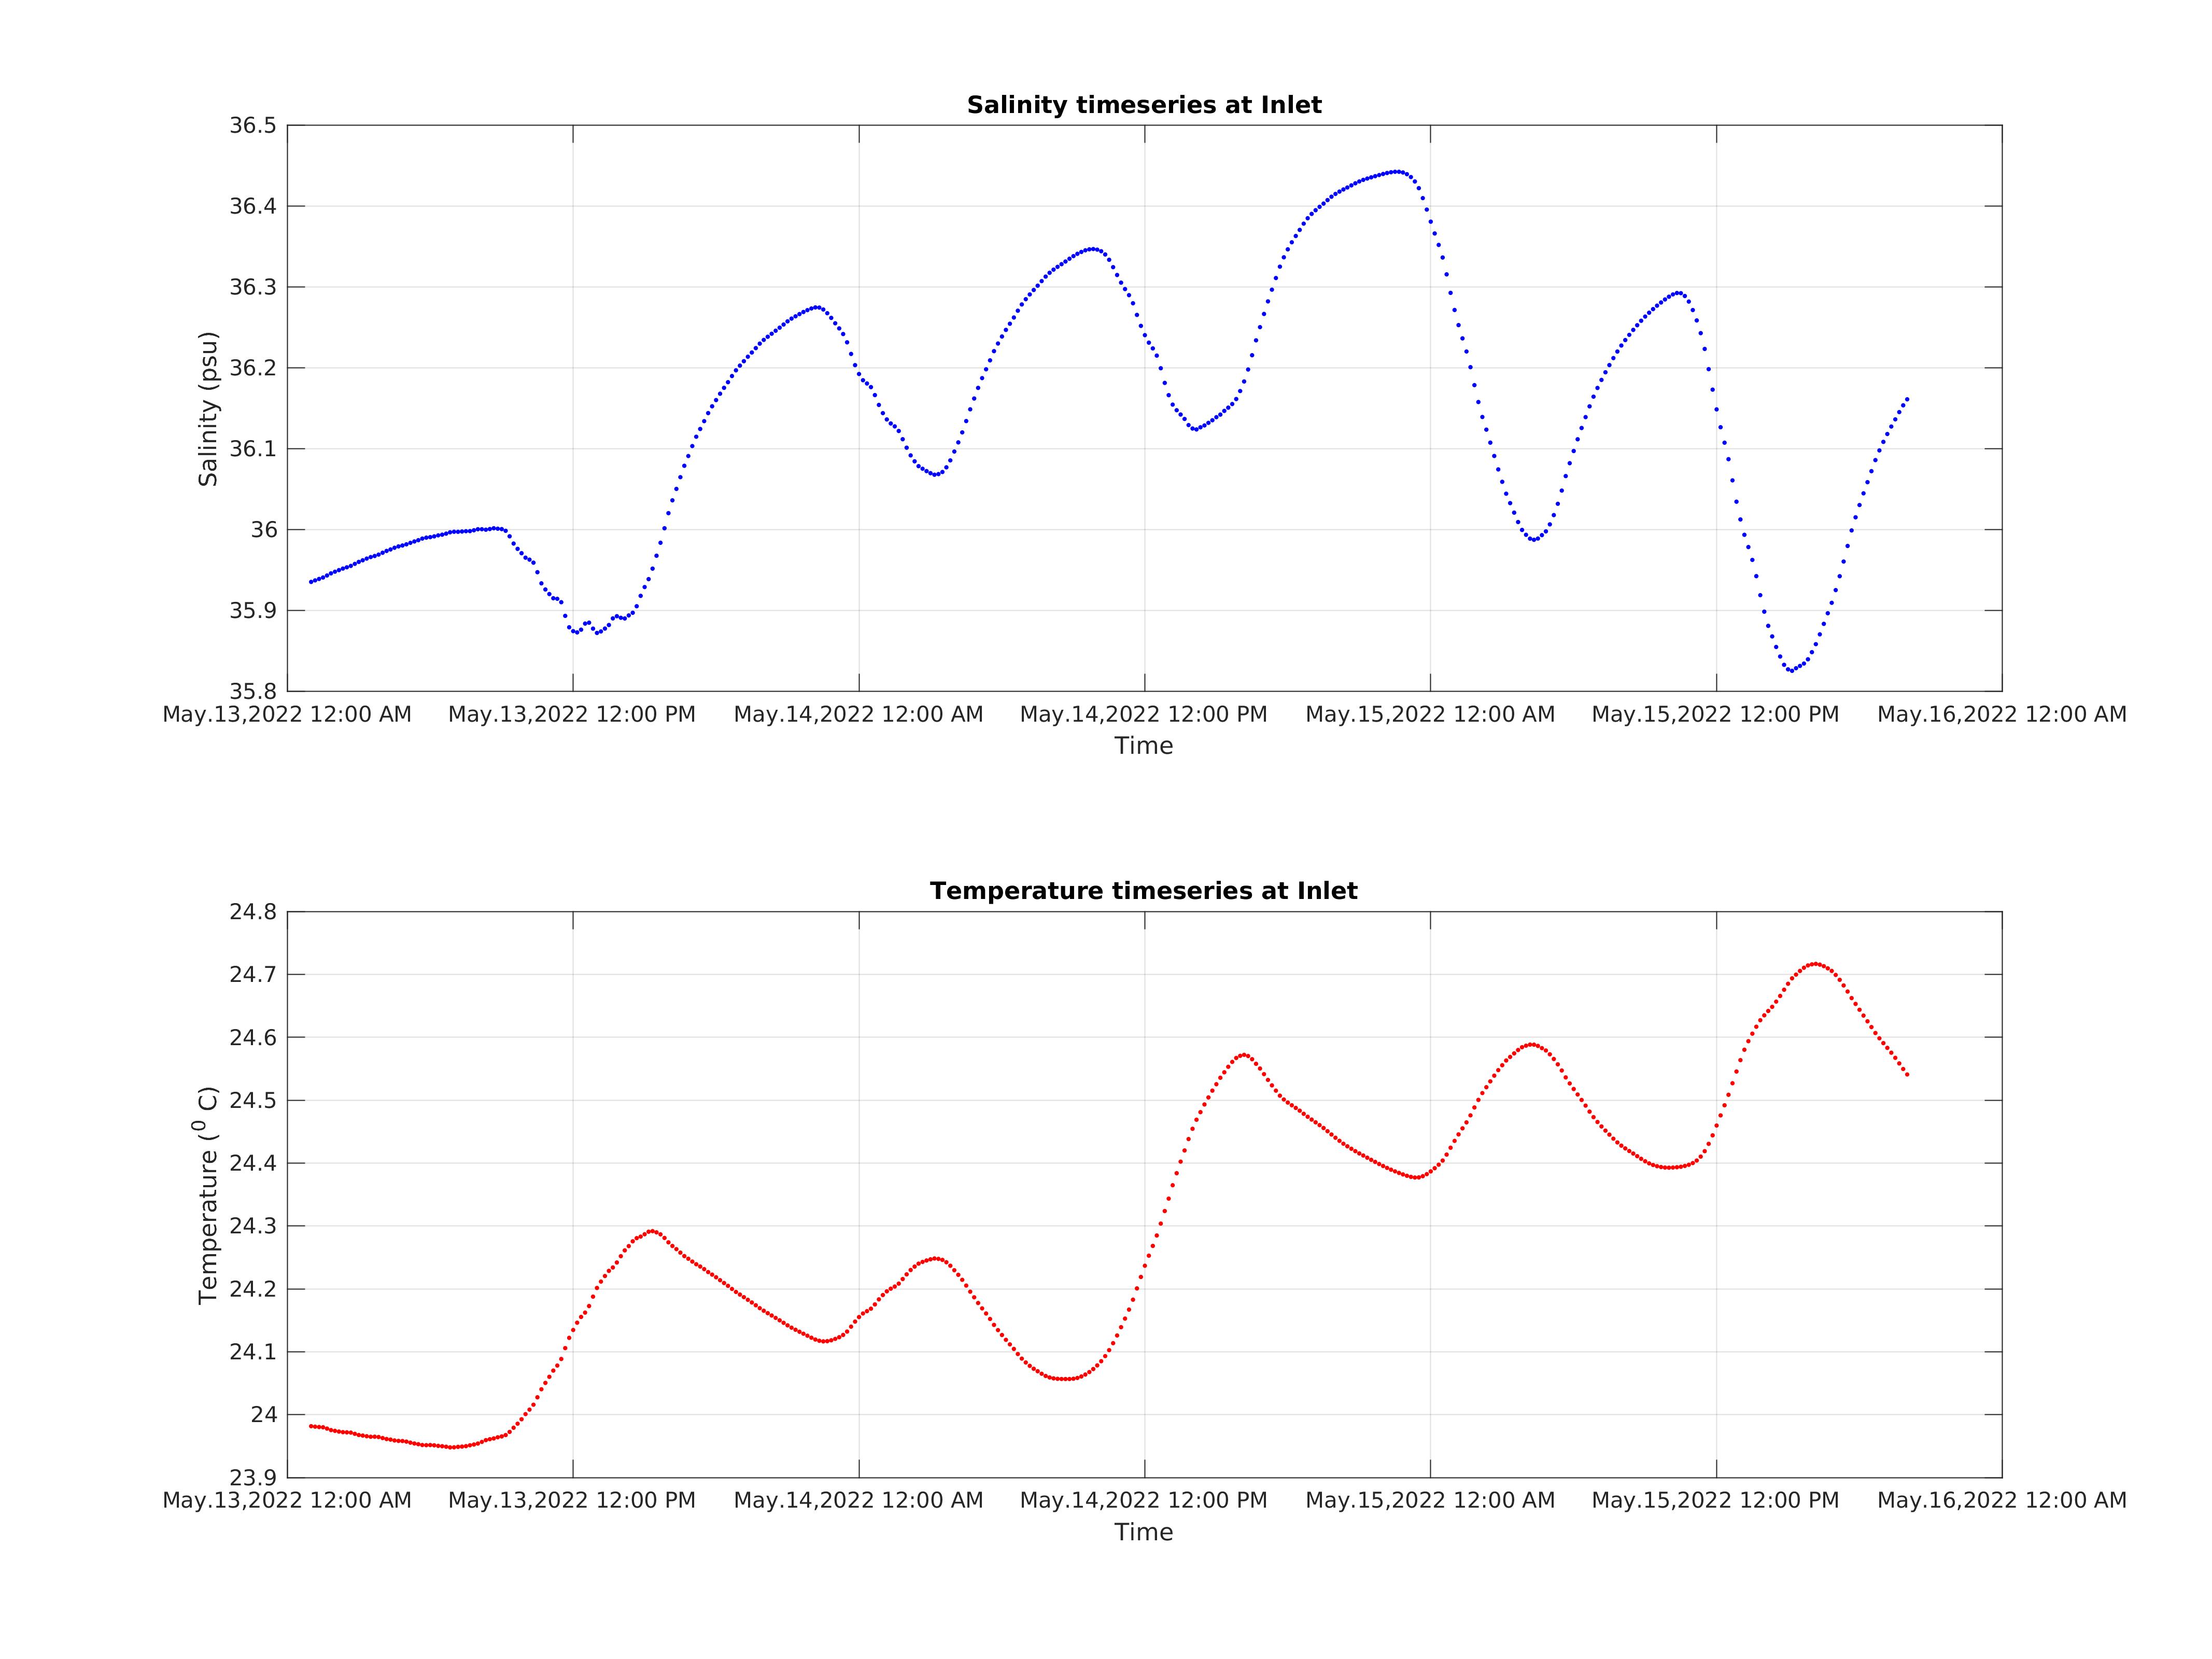 Salinity timeseries at Inlet
36.5
36.4
36.3
36.2
36.1
36
35.9
35.8
Salinity (psu)
May.13,2022 12:00 AM May.13,2022 12:00 PM May.14,2022 12:00 AM May.14,2022 12:00 PM May.15,2022 12:00 AM May.15,2022 12:00 PM May.16,2022 12:00 AM
Time
Temperature timeseries at Inlet
24.8
24.7
24.6
24.5
24.4
24.3
24.2
24.1
24
23.9
Temperature (⁰ C)
May.13,2022 12:00 AM May.13,2022 12:00 PM May.14,2022 12:00 AM May.14,2022 12:00 PM May.15,2022 12:00 AM May.15,2022 12:00 PM May.16,2022 12:00 AM
Time